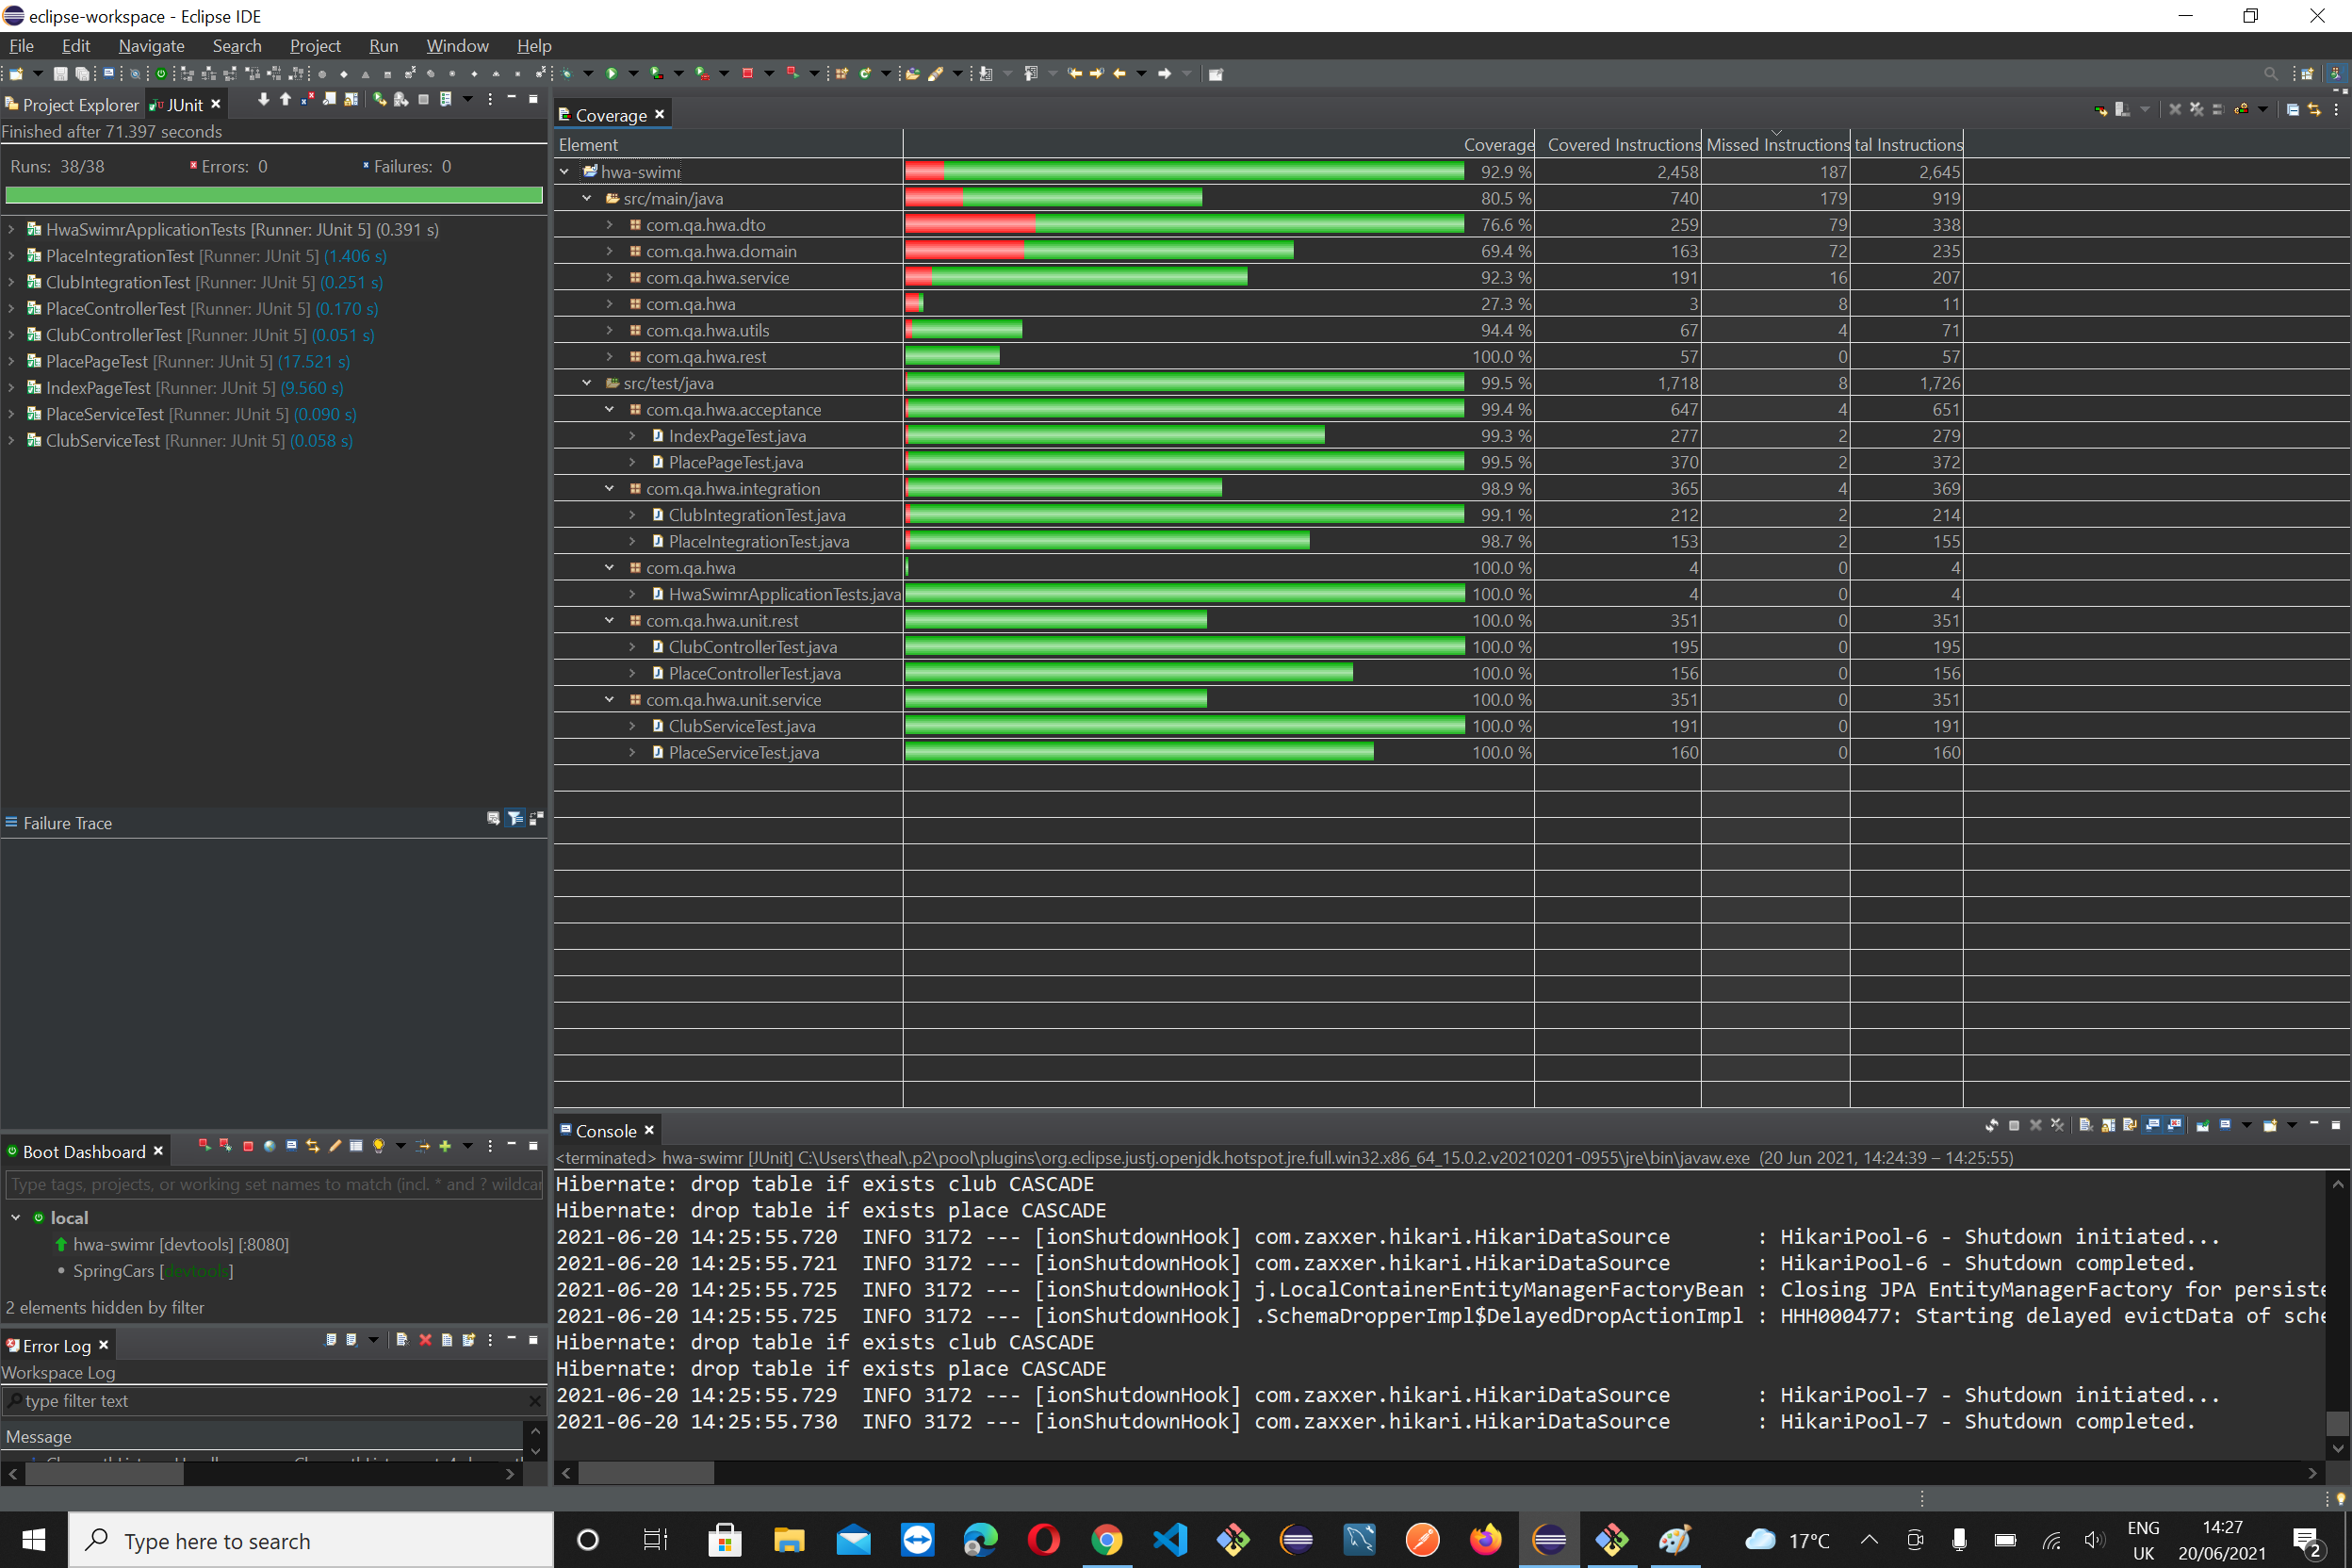 eclipse-workspace - Eclipse IDE
File Edit Navigate Search Project Run Window Help
Project Explorer JUnit
Finished after 71.397 seconds
Runs: 38/38 Errors: 0 Failures: 0
HwaSwimrApplicationTests [Runner: JUnit 5] (0.391 s)
PlaceIntegrationTest [Runner: JUnit 5] (1.406 s)
ClubIntegrationTest [Runner: JUnit 5] (0.251 s)
PlaceControllerTest [Runner: JUnit 5] (0.170 s)
ClubControllerTest [Runner: JUnit 5] (0.051 s)
PlacePageTest [Runner: JUnit 5] (17.521 s)
IndexPageTest [Runner: JUnit 5] (9.560 s)
PlaceServiceTest [Runner: JUnit 5] (0.090 s)
ClubServiceTest [Runner: JUnit 5] (0.058 s)
Failure Trace
Coverage
Element Coverage Covered Instructions Missed Instructions tal Instructions
hwa-swimr 92.9 % 2,458 187 2,645
src/main/java 80.5 % 740 179 919
com.qa.hwa.dto 76.6 % 259 79 338
com.qa.hwa.domain 69.4 % 163 72 235
com.qa.hwa.service 92.3 % 191 16 207
com.qa.hwa 27.3 % 3 8 11
com.qa.hwa.utils 94.4 % 67 4 71
com.qa.hwa.rest 100.0 % 57 0 57
src/test/java 99.5 % 1,718 8 1,726
com.qa.hwa.acceptance 99.4 % 647 4 651
IndexPageTest.java 99.3 % 277 2 279
PlacePageTest.java 99.5 % 370 2 372
com.qa.hwa.integration 98.9 % 365 4 369
ClubIntegrationTest.java 99.1 % 212 2 214
PlaceIntegrationTest.java 98.7 % 153 2 155
com.qa.hwa 100.0 % 4 0 4
HwaSwimrApplicationTests.java 100.0 % 4 0 4
com.qa.hwa.unit.rest 100.0 % 351 0 351
ClubControllerTest.java 100.0 % 195 0 195
PlaceControllerTest.java 100.0 % 156 0 156
com.qa.hwa.unit.service 100.0 % 351 0 351
ClubServiceTest.java 100.0 % 191 0 191
PlaceServiceTest.java 100.0 % 160 0 160
Boot Dashboard
Type tags, projects, or working set names to match (incl. * and ? wildcar
local
hwa-swimr [devtools] [:8080]
SpringCars [devtools]
2 elements hidden by filter
Error Log
Workspace Log
type filter text
Message
Console
<terminated> hwa-swimr [JUnit] C:\Users\theal\.p2\pool\plugins\org.eclipse.justj.openjdk.hotspot.jre.full.win32.x86_64_15.0.2.v20210201-0955\jre\bin\javaw.exe (20 Jun 2021, 14:24:39 – 14:25:55)
Hibernate: drop table if exists club CASCADE
Hibernate: drop table if exists place CASCADE
2021-06-20 14:25:55.720 INFO 3172 --- [ionShutdownHook] com.zaxxer.hikari.HikariDataSource : HikariPool-6 - Shutdown initiated...
2021-06-20 14:25:55.721 INFO 3172 --- [ionShutdownHook] com.zaxxer.hikari.HikariDataSource : HikariPool-6 - Shutdown completed.
2021-06-20 14:25:55.725 INFO 3172 --- [ionShutdownHook] j.LocalContainerEntityManagerFactoryBean : Closing JPA EntityManagerFactory for persiste
2021-06-20 14:25:55.725 INFO 3172 --- [ionShutdownHook] .SchemaDropperImpl$DelayedDropActionImpl : HHH000477: Starting delayed evictData of sche
Hibernate: drop table if exists club CASCADE
Hibernate: drop table if exists place CASCADE
2021-06-20 14:25:55.729 INFO 3172 --- [ionShutdownHook] com.zaxxer.hikari.HikariDataSource : HikariPool-7 - Shutdown initiated...
2021-06-20 14:25:55.730 INFO 3172 --- [ionShutdownHook] com.zaxxer.hikari.HikariDataSource : HikariPool-7 - Shutdown completed.
Type here to search
17°C
ENG
UK
14:27
20/06/2021
2